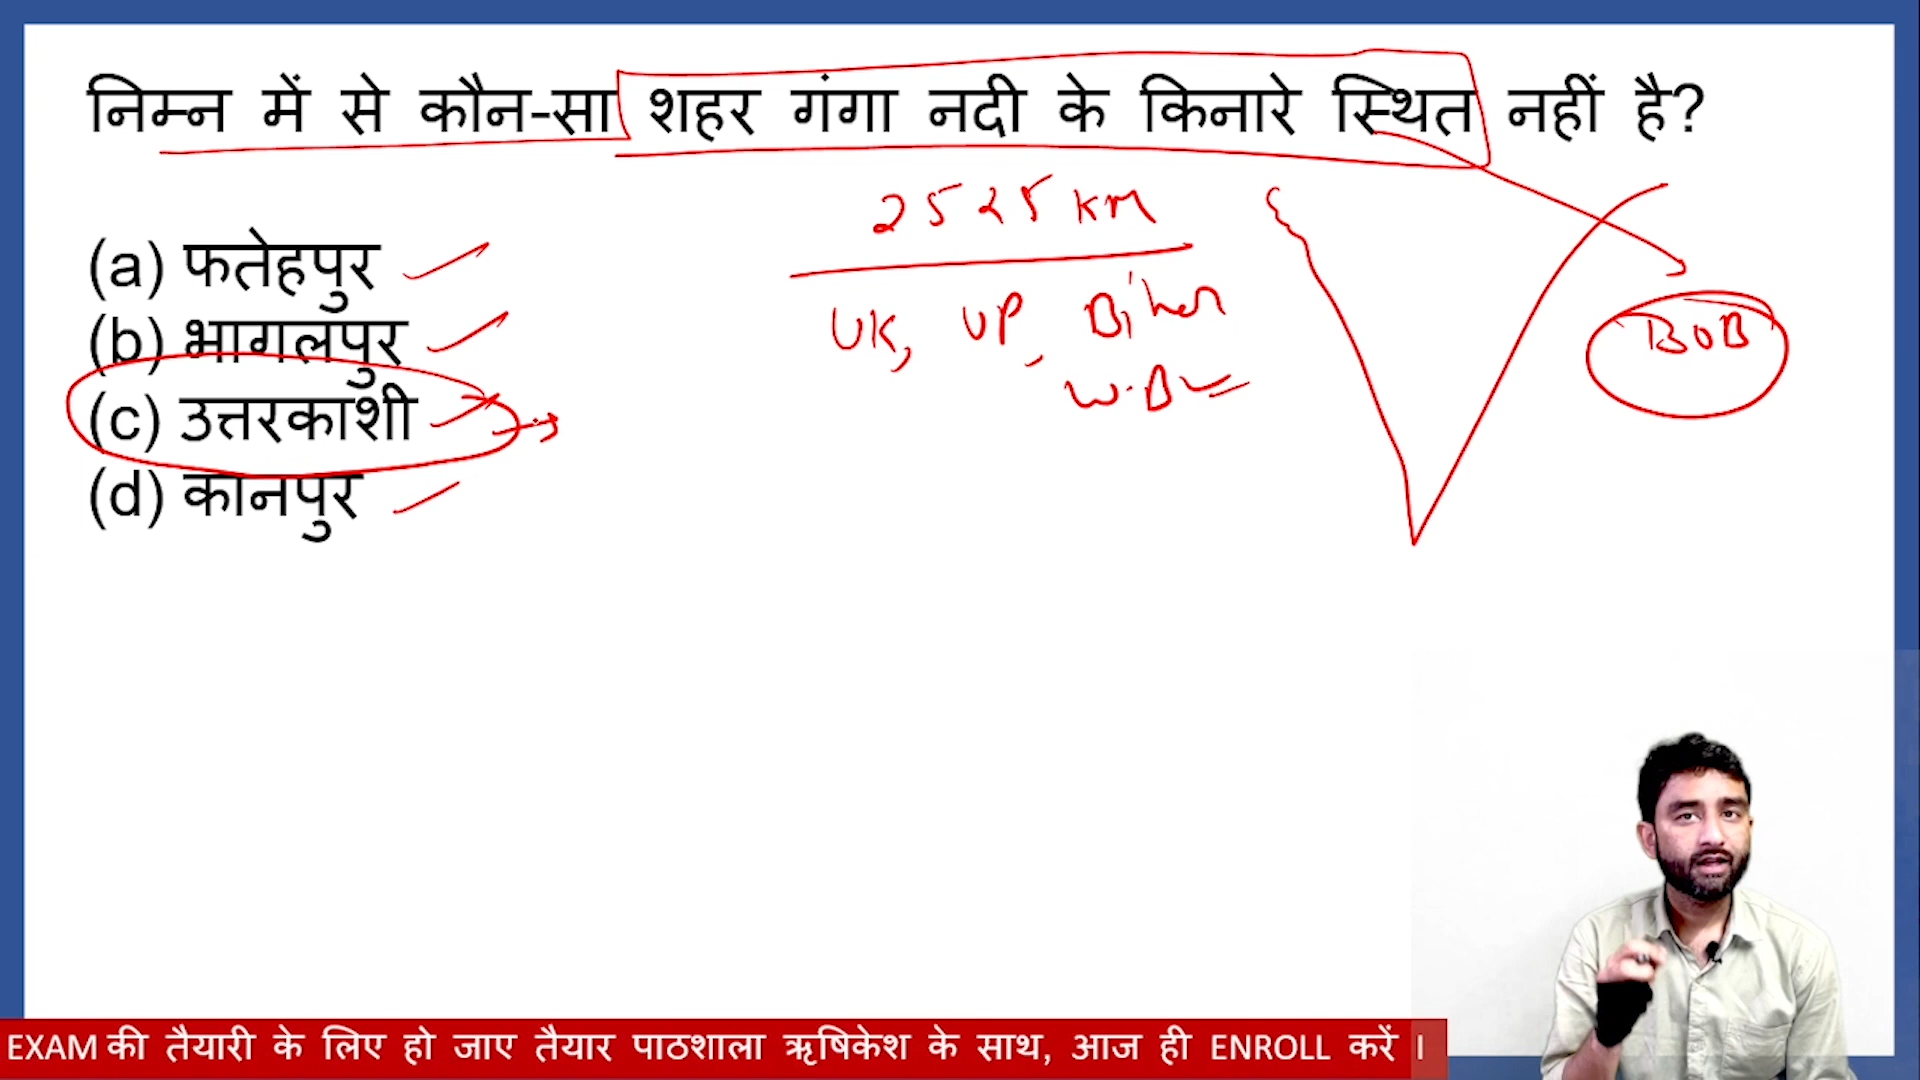 निम्न में से कौन-सा शहर गंगा नदी के किनारे स्थित नहीं है?
2525 KM
(a) फतेहपुर
UK, UP, Bihar
(b) भागलपुर
BOB
W.B
(c) उत्तरकाशी
(d) कानपुर
EXAM की तैयारी के लिए हो जाए तैयार पाठशाला ऋषिकेश के साथ, आज ही ENROLL करें ।